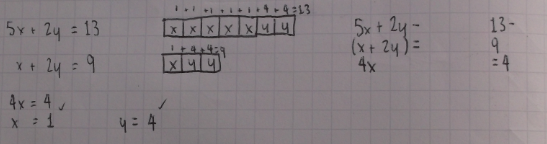 5x + 2y = 13
1 + 1 + 1 + 1 + 1 + 4 + 4 = 13
x x x x x y y
x + 2y = 9
1 + 4 + 4 = 9
x y y
4x = 4 ✓
x = 1
y = 4 ✓
5x + 2y - 13 -
(x + 2y) = 9
4x = 4